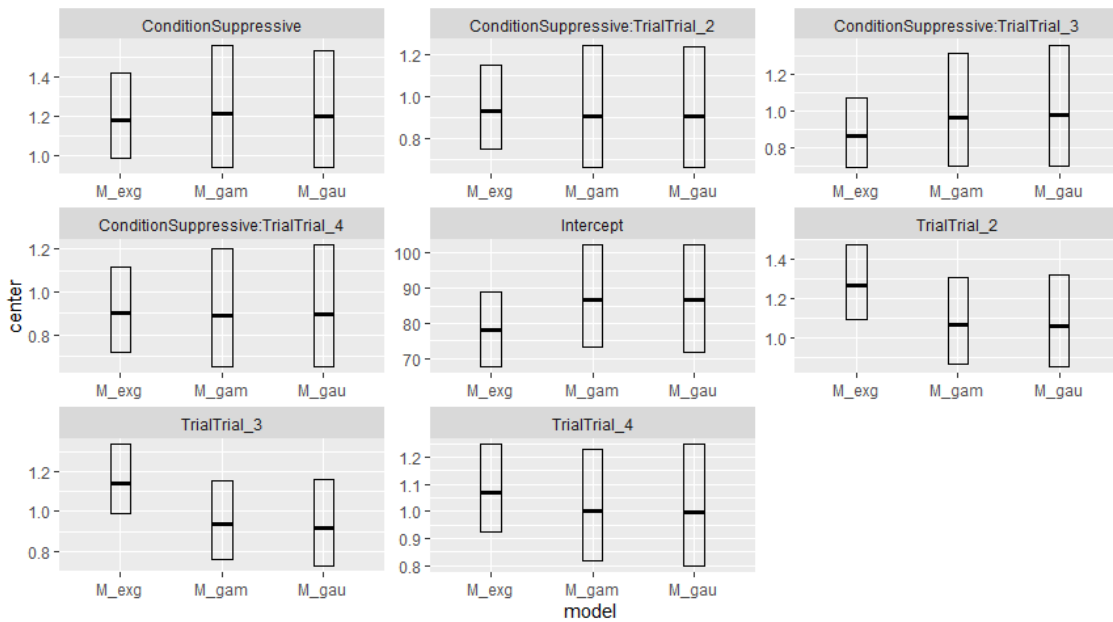 ConditionSuppressive
ConditionSuppressive:TrialTrial_2
ConditionSuppressive:TrialTrial_3
1.4
1.2
1.0
1.2
1.0
0.8
1.2
1.0
0.8
M_exg M_gam M_gau
M_exg M_gam M_gau
M_exg M_gam M_gau
ConditionSuppressive:TrialTrial_4
Intercept
TrialTrial_2
1.2
1.0
0.8
100
90
80
70
1.4
1.2
1.0
M_exg M_gam M_gau
M_exg M_gam M_gau
M_exg M_gam M_gau
TrialTrial_3
TrialTrial_4
1.2
1.0
0.8
1.2
1.1
1.0
0.9
0.8
M_exg M_gam M_gau
M_exg M_gam M_gau
center
model